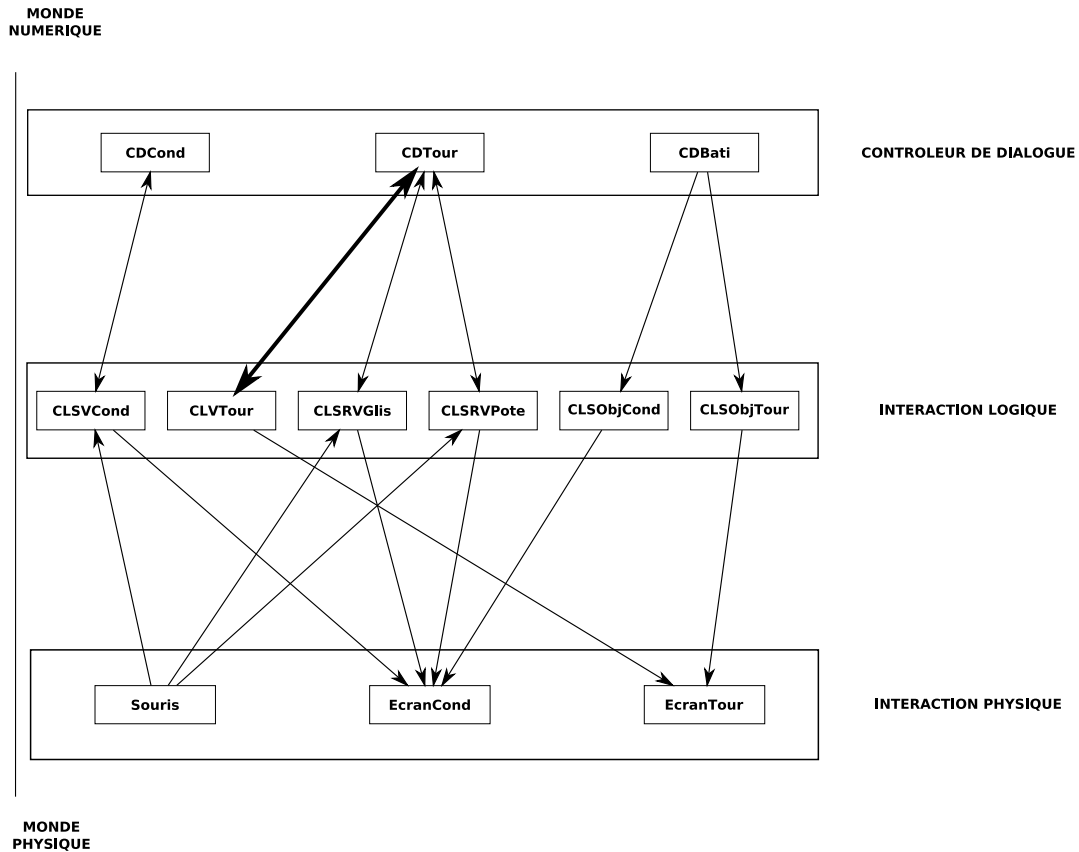 MONDE
NUMERIQUE
CDCond
CDTour
CDBati
CONTROLEUR DE DIALOGUE
CLSVCond
CLVTour
CLSRVGlis
CLSRVPote
CLSObjCond
CLSObjTour
INTERACTION LOGIQUE
Souris
EcranCond
EcranTour
INTERACTION PHYSIQUE
MONDE
PHYSIQUE